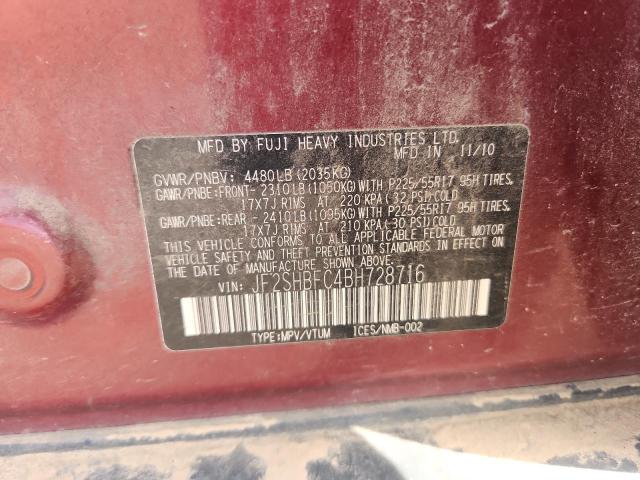 MFD BY FUJI HEAVY INDUSTRIES LTD.
MFD IN 11/10
GVWR/PNBV: 4480LB(2035KG)
GAWR/PNBE:FRONT- 2310LB(1050KG)WITH P225/55R17 95H TIRES,
17X7J RIMS AT 220 KPA(32 PSI)COLD
GAWR/PNBE:REAR - 2410LB(1095KG)WITH P225/55R17 95H TIRES,
17X7J RIMS AT 210 KPA(30 PSI)COLD
THIS VEHICLE CONFORMS TO ALL APPLICABLE FEDERAL MOTOR
VEHICLE SAFETY AND THEFT PREVENTION STANDARDS IN EFFECT
ON THE DATE OF MANUFACTURE SHOWN ABOVE.
VIN: JF2SHBFC4BH728716
TYPE:MPV/VTUM ICES/NMB-002